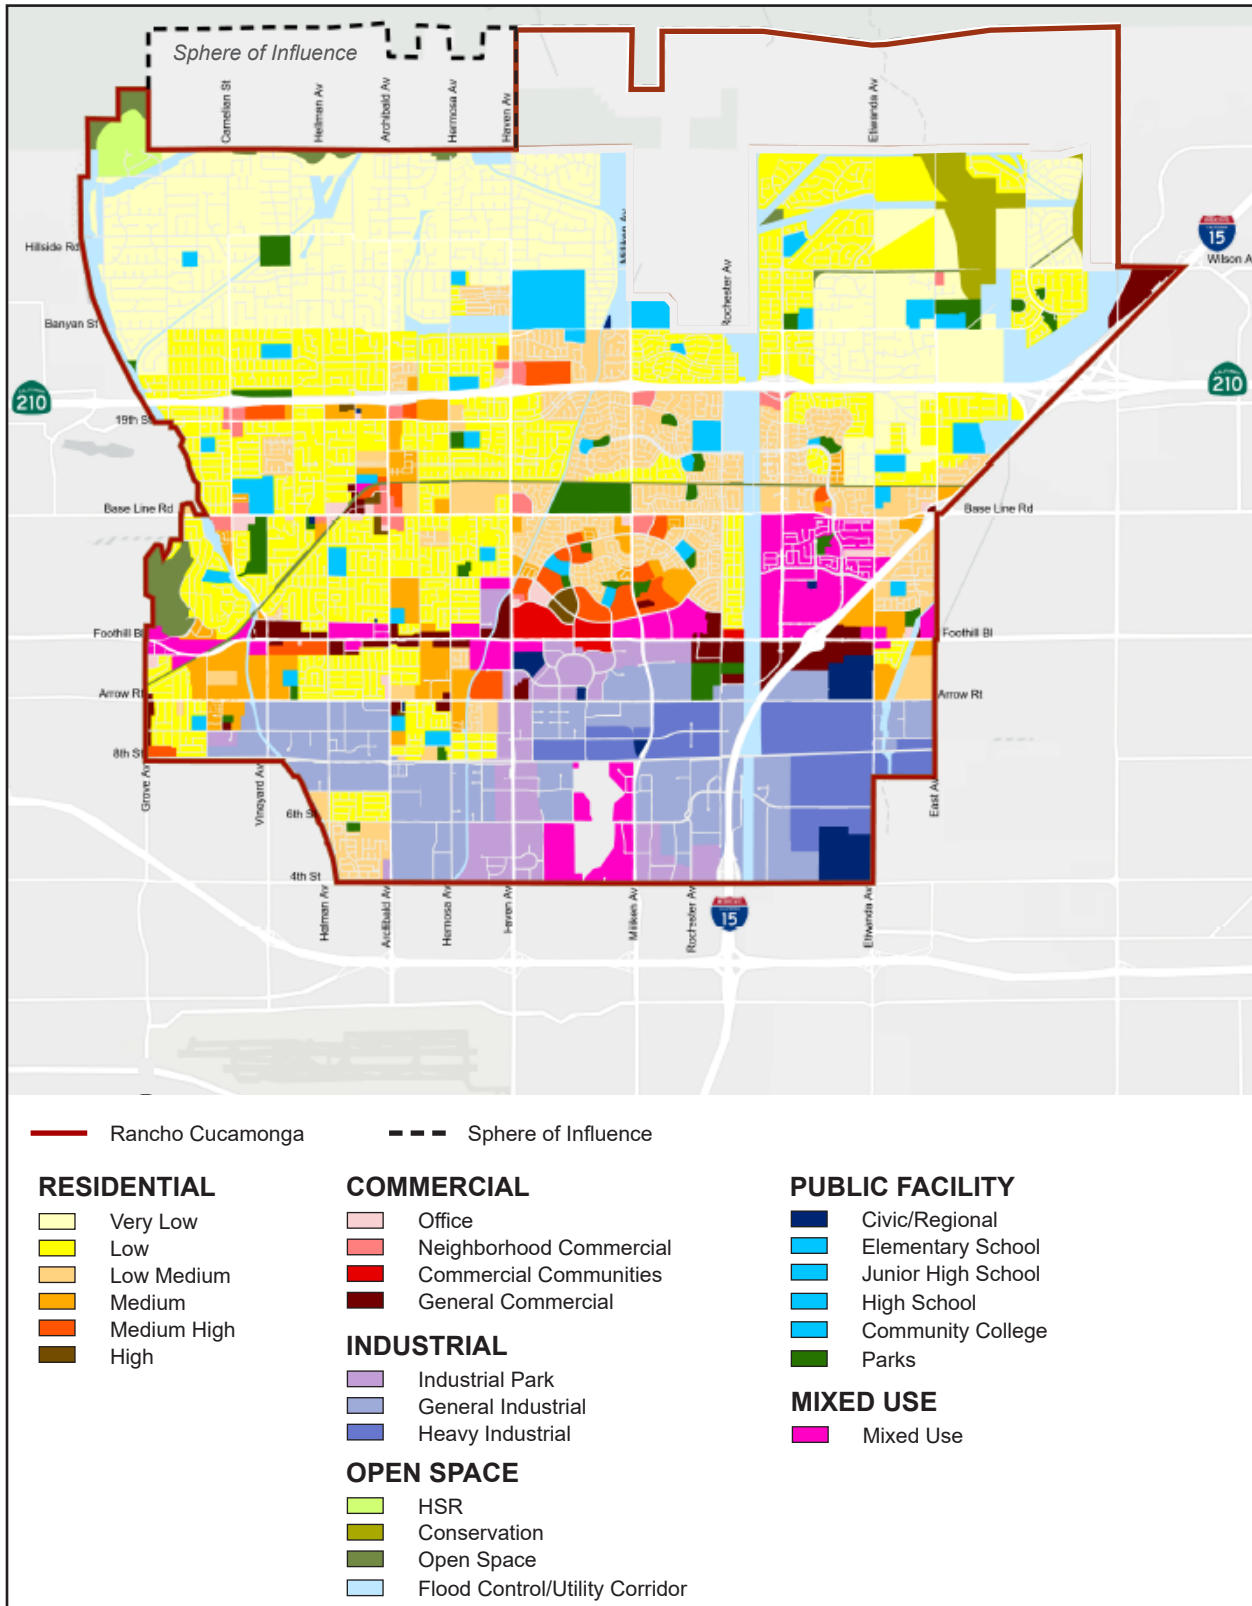 Sphere of Influence
Carnelian St
Hellman Av
Archibald Av
Hermosa Av
Haven Av
Etiwanda Av
Milliken Av
Rochester Av
Hillside Rd
15
Wilson A
Banyan St
210
210
19th St
Base Line Rd
Base Line Rd
Foothill Bl
Foothill Bl
Arrow Rt
Arrow Rt
8th St
Grove Av
Vineyard Av
East Av
6th St
4th St
Helman Av
Archibald Av
Hermosa Av
Haven Av
Milliken Av
Rochester Av
15
Etiwanda Av
Rancho Cucamonga
Sphere of Influence
RESIDENTIAL
Very Low
Low
Low Medium
Medium
Medium High
High
COMMERCIAL
Office
Neighborhood Commercial
Commercial Communities
General Commercial
INDUSTRIAL
Industrial Park
General Industrial
Heavy Industrial
OPEN SPACE
HSR
Conservation
Open Space
Flood Control/Utility Corridor
PUBLIC FACILITY
Civic/Regional
Elementary School
Junior High School
High School
Community College
Parks
MIXED USE
Mixed Use